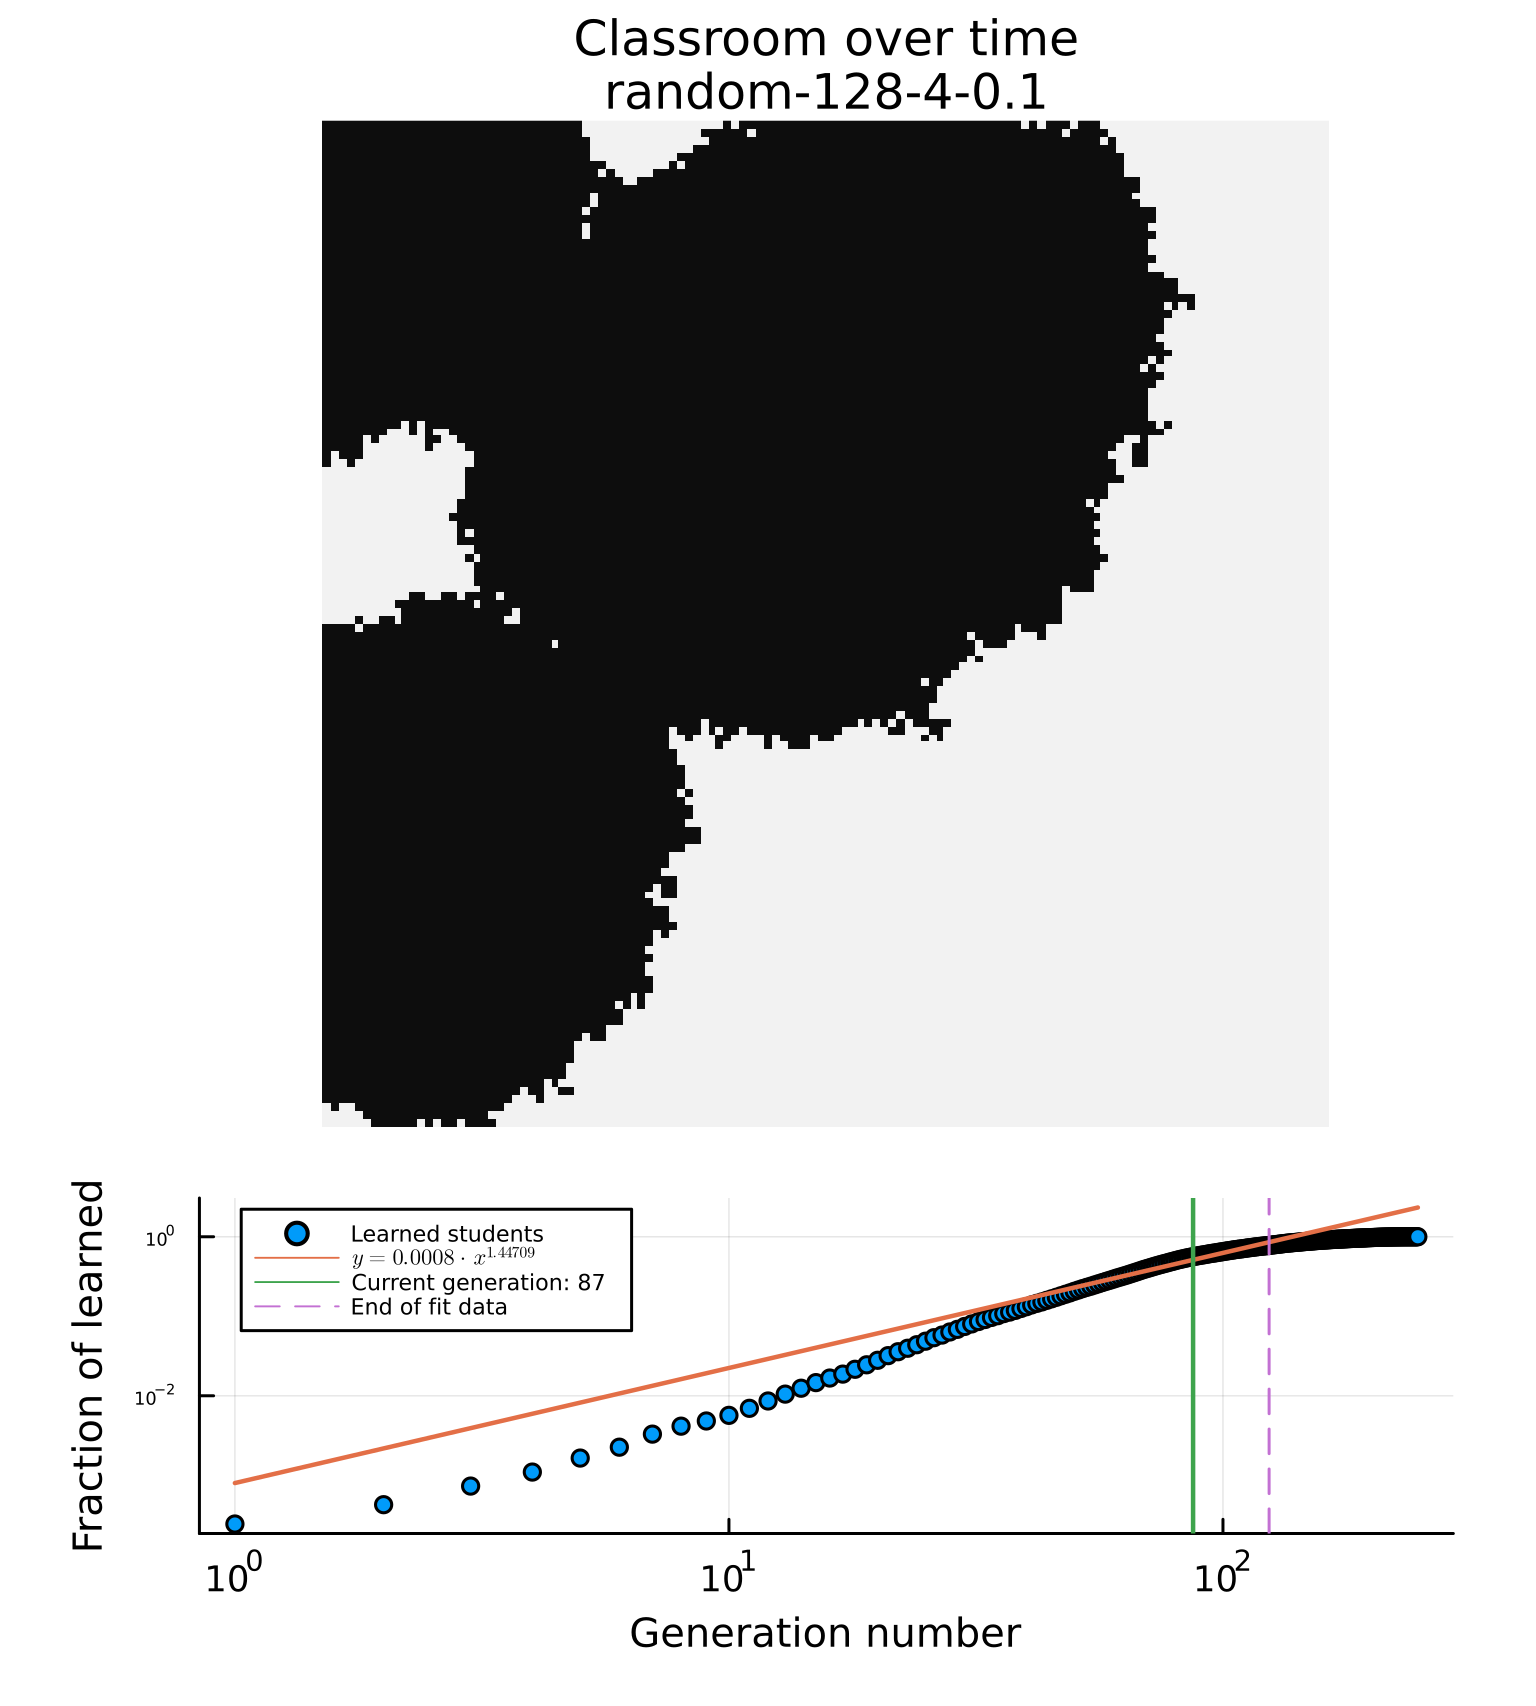 Classroom over time
random-128-4-0.1
Fraction of learned
10^0
10^-2
Learned students
y = 0.0008 · x^1.44709
Current generation: 87
End of fit data
10^0
10^1
10^2
Generation number